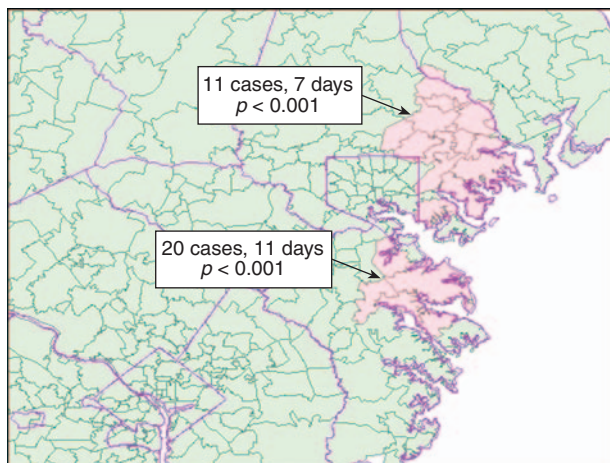 11 cases, 7 days
p < 0.001
20 cases, 11 days
p < 0.001